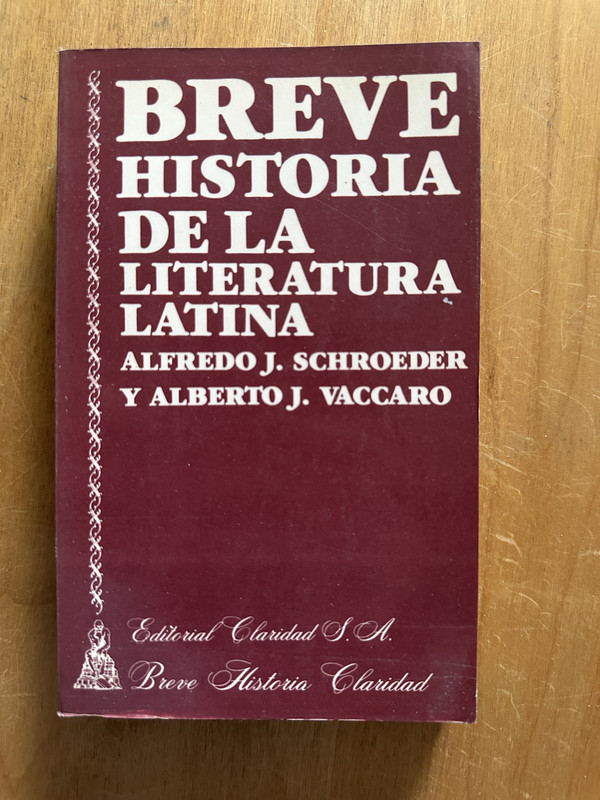 BREVE
HISTORIA
DE LA
LITERATURA
LATINA
ALFREDO J. SCHROEDER
Y ALBERTO J. VACCARO
Editorial Claridad S. A.
Breve Historia Claridad